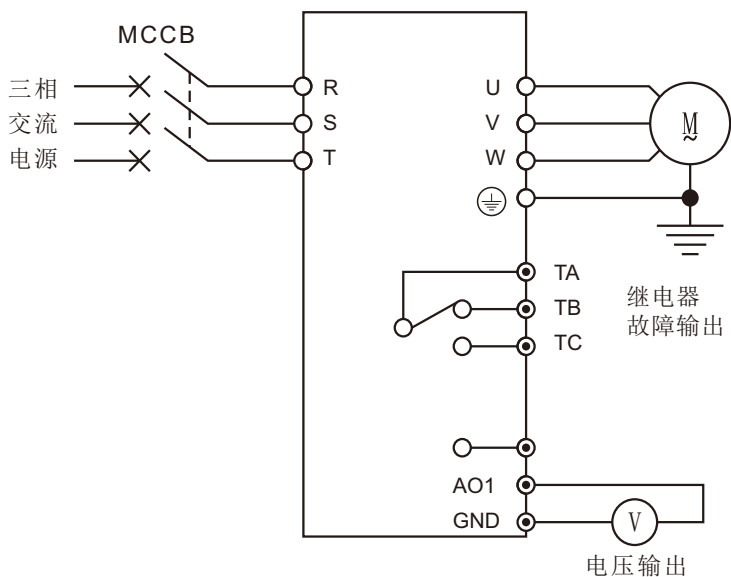 MCCB
三相
交流
电源
R
S
T
U
V
W
M
~
TA
TB
TC
继电器
故障输出
AO1
GND
V
电压输出